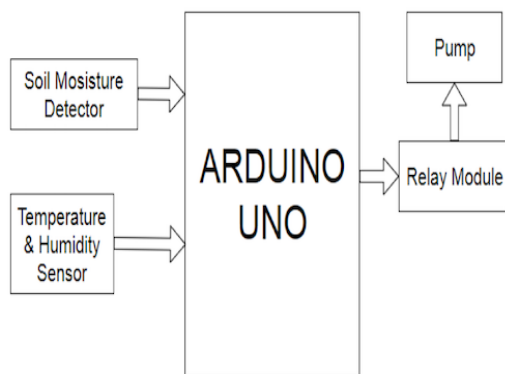 Soil Mosisture
Detector
Temperature
& Humidity
Sensor
ARDUINO
UNO
Pump
Relay Module